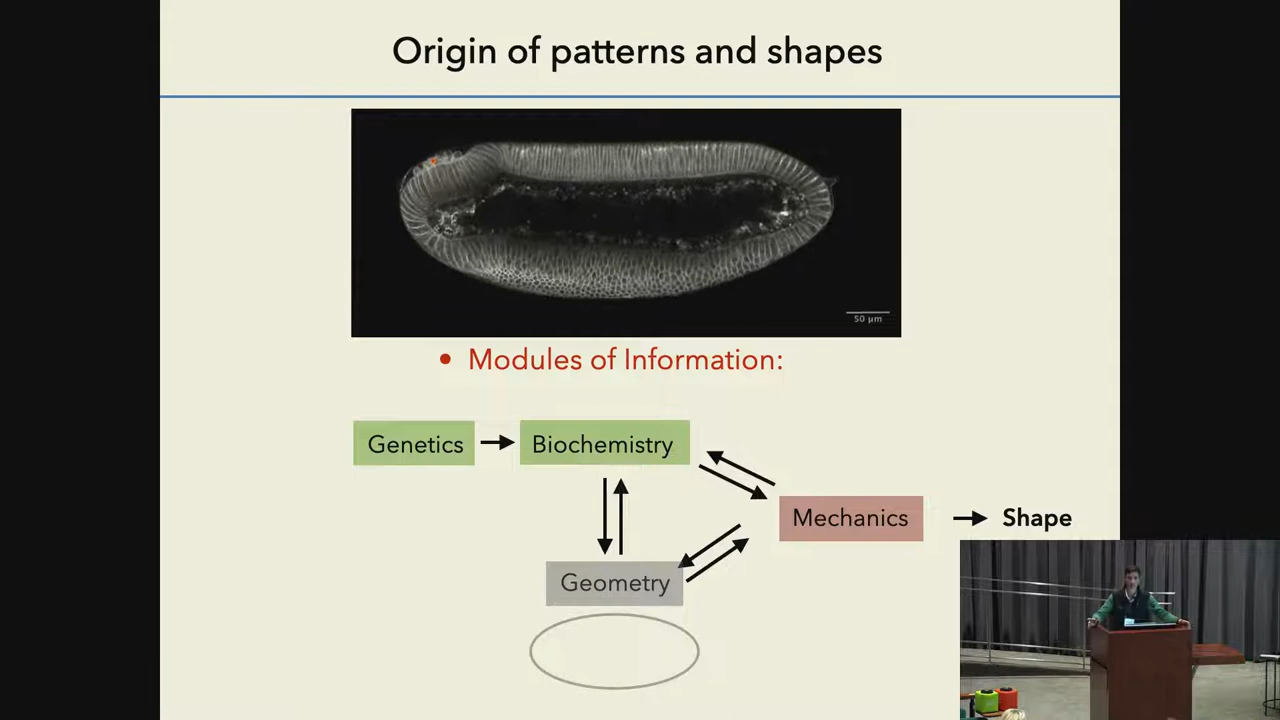 Origin of patterns and shapes
50 μm
• Modules of Information:
Genetics
Biochemistry
Mechanics
Shape
Geometry